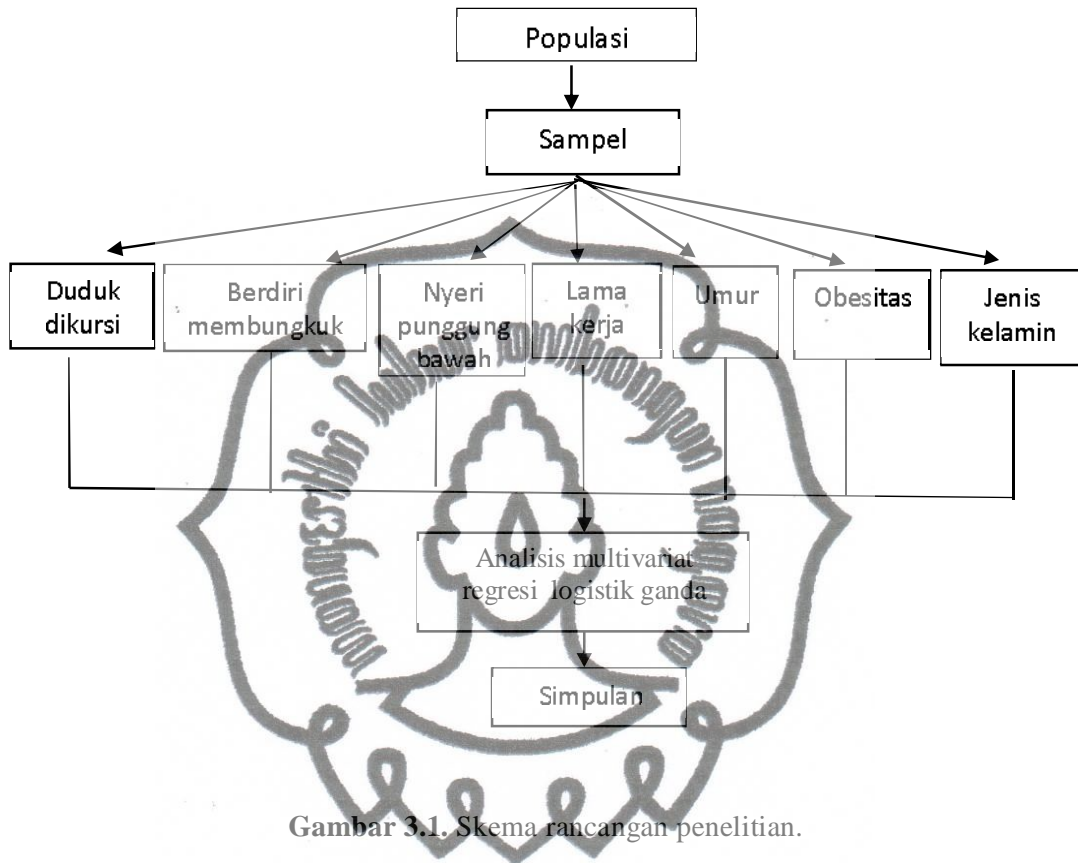 Populasi
Sampel
Duduk
dikursi
Berdiri
membungkuk
Nyeri
punggung
bawah
Lama
kerja
Umur
Obesitas
Jenis
kelamin
Analisis multivariat
regresi logistik ganda
Simpulan
Gambar 3.1. Skema rancangan penelitian.